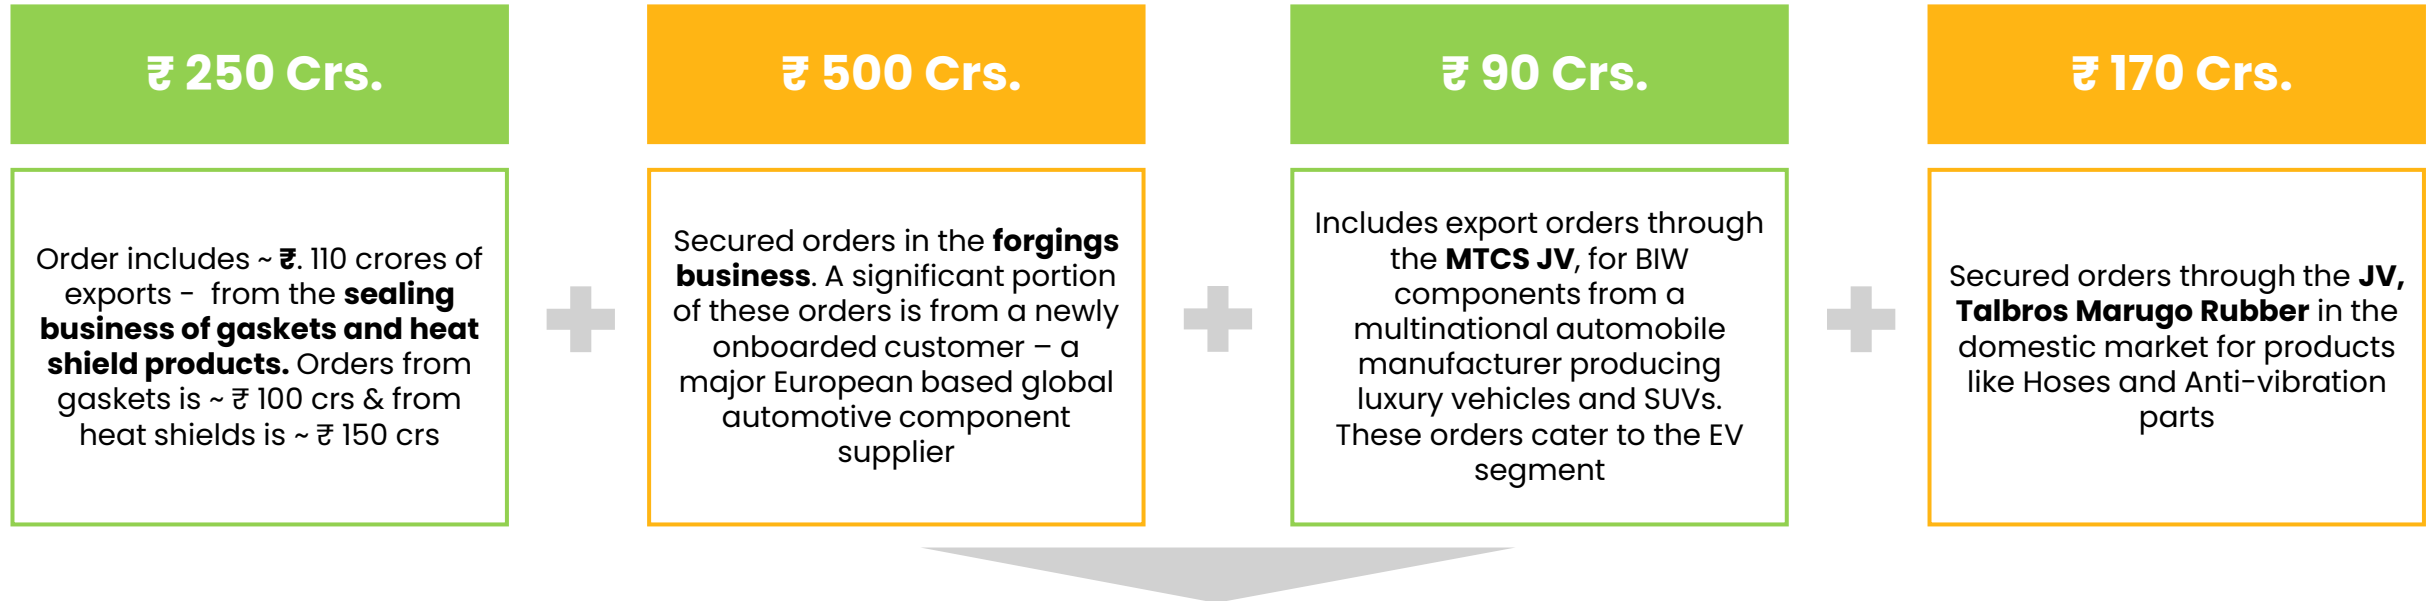 ₹ 250 Crs.
Order includes ~ ₹. 110 crores of
exports - from the sealing
business of gaskets and heat
shield products. Orders from
gaskets is ~ ₹ 100 crs & from
heat shields is ~ ₹ 150 crs
₹ 500 Crs.
Secured orders in the forgings
business. A significant portion
of these orders is from a newly
onboarded customer – a
major European based global
automotive component
supplier
₹ 90 Crs.
Includes export orders through
the MTCS JV, for BIW
components from a
multinational automobile
manufacturer producing
luxury vehicles and SUVs.
These orders cater to the EV
segment
₹ 170 Crs.
Secured orders through the JV,
Talbros Marugo Rubber in the
domestic market for products
like Hoses and Anti-vibration
parts